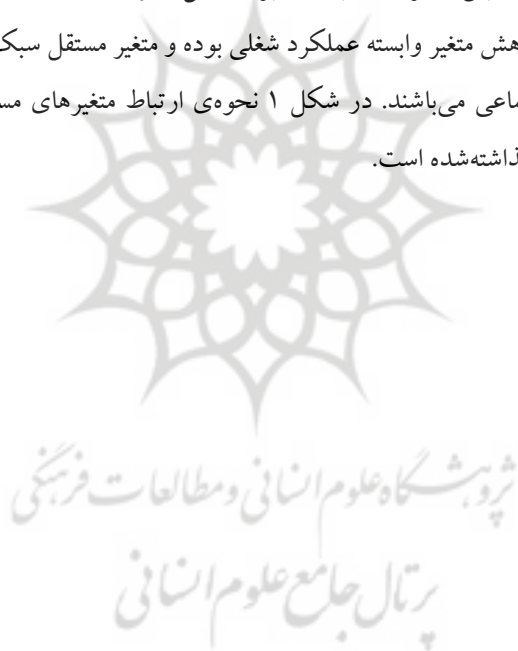 هش متغیر وابسته عملکرد شغلی بوده و متغیر مستقل سبک
ماعی می‌باشند. در شکل ۱ نحوه‌ی ارتباط متغیرهای مس
ذاشته‌شده است.
پژوهشگاه علوم انسانی و مطالعات فرهنگی
پرتال جامع علوم انسانی